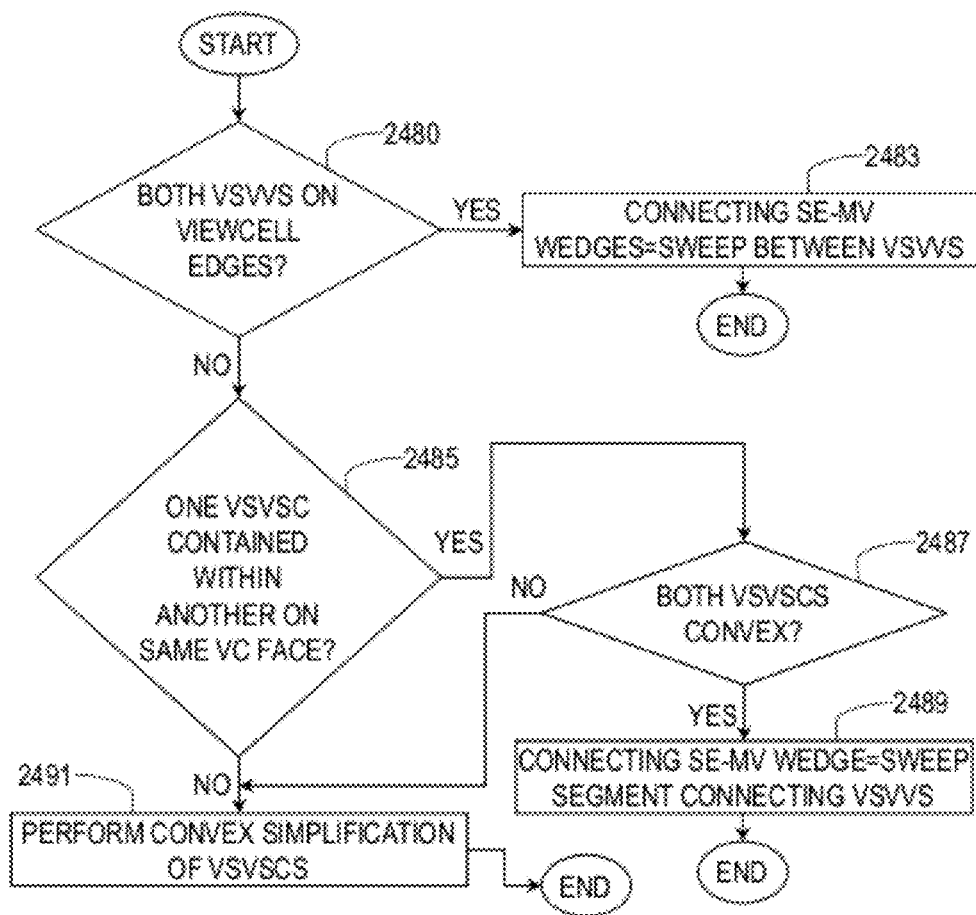 START
2480
BOTH VSVVS ON
VIEWCELL
EDGES?
YES
2483
CONNECTING SE-MV
WEDGES=SWEEP BETWEEN VSVVS
END
NO
2485
ONE VSVSC
CONTAINED
WITHIN
ANOTHER ON
SAME VC FACE?
YES
2487
NO
BOTH VSVSCS
CONVEX?
YES
2489
CONNECTING SE-MV WEDGE=SWEEP
SEGMENT CONNECTING VSVVS
END
NO
2491
PERFORM CONVEX SIMPLIFICATION
OF VSVSCS
END